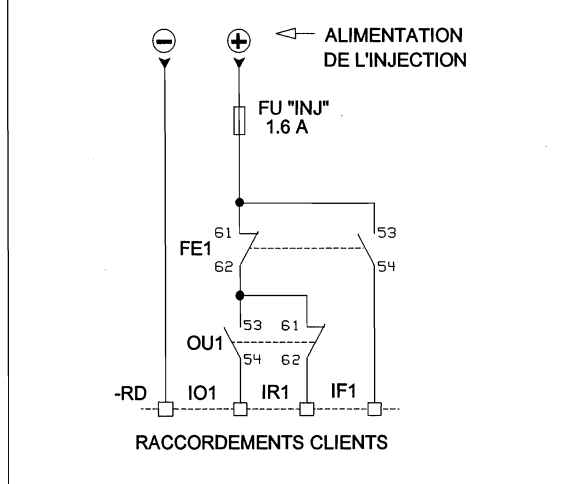 ALIMENTATION
DE L'INJECTION
FU "INJ"
1.6 A
61
53
FE1
62
54
53
61
OU1
54
62
-RD
IO1
IR1
IF1
RACCORDEMENTS CLIENTS